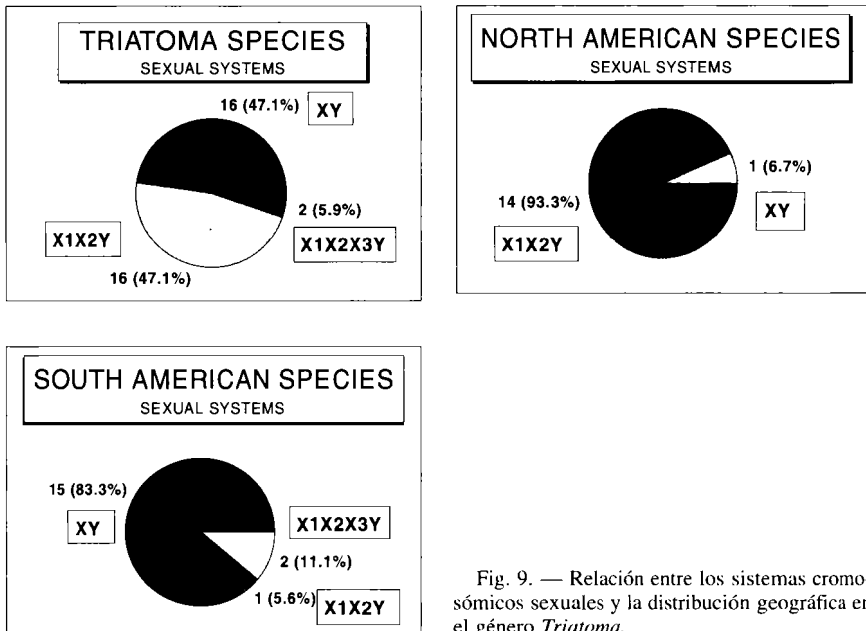 TRIATOMA SPECIES
SEXUAL SYSTEMS
16 (47.1%) XY
2 (5.9%)
X1X2X3Y
X1X2Y
16 (47.1%)
NORTH AMERICAN SPECIES
SEXUAL SYSTEMS
1 (6.7%)
XY
14 (93.3%)
X1X2Y
SOUTH AMERICAN SPECIES
SEXUAL SYSTEMS
15 (83.3%)
XY
X1X2X3Y
2 (11.1%)
1 (5.6%) X1X2Y
Fig. 9. — Relación entre los sistemas cromo-
sómicos sexuales y la distribución geográfica en
el género Triatoma.